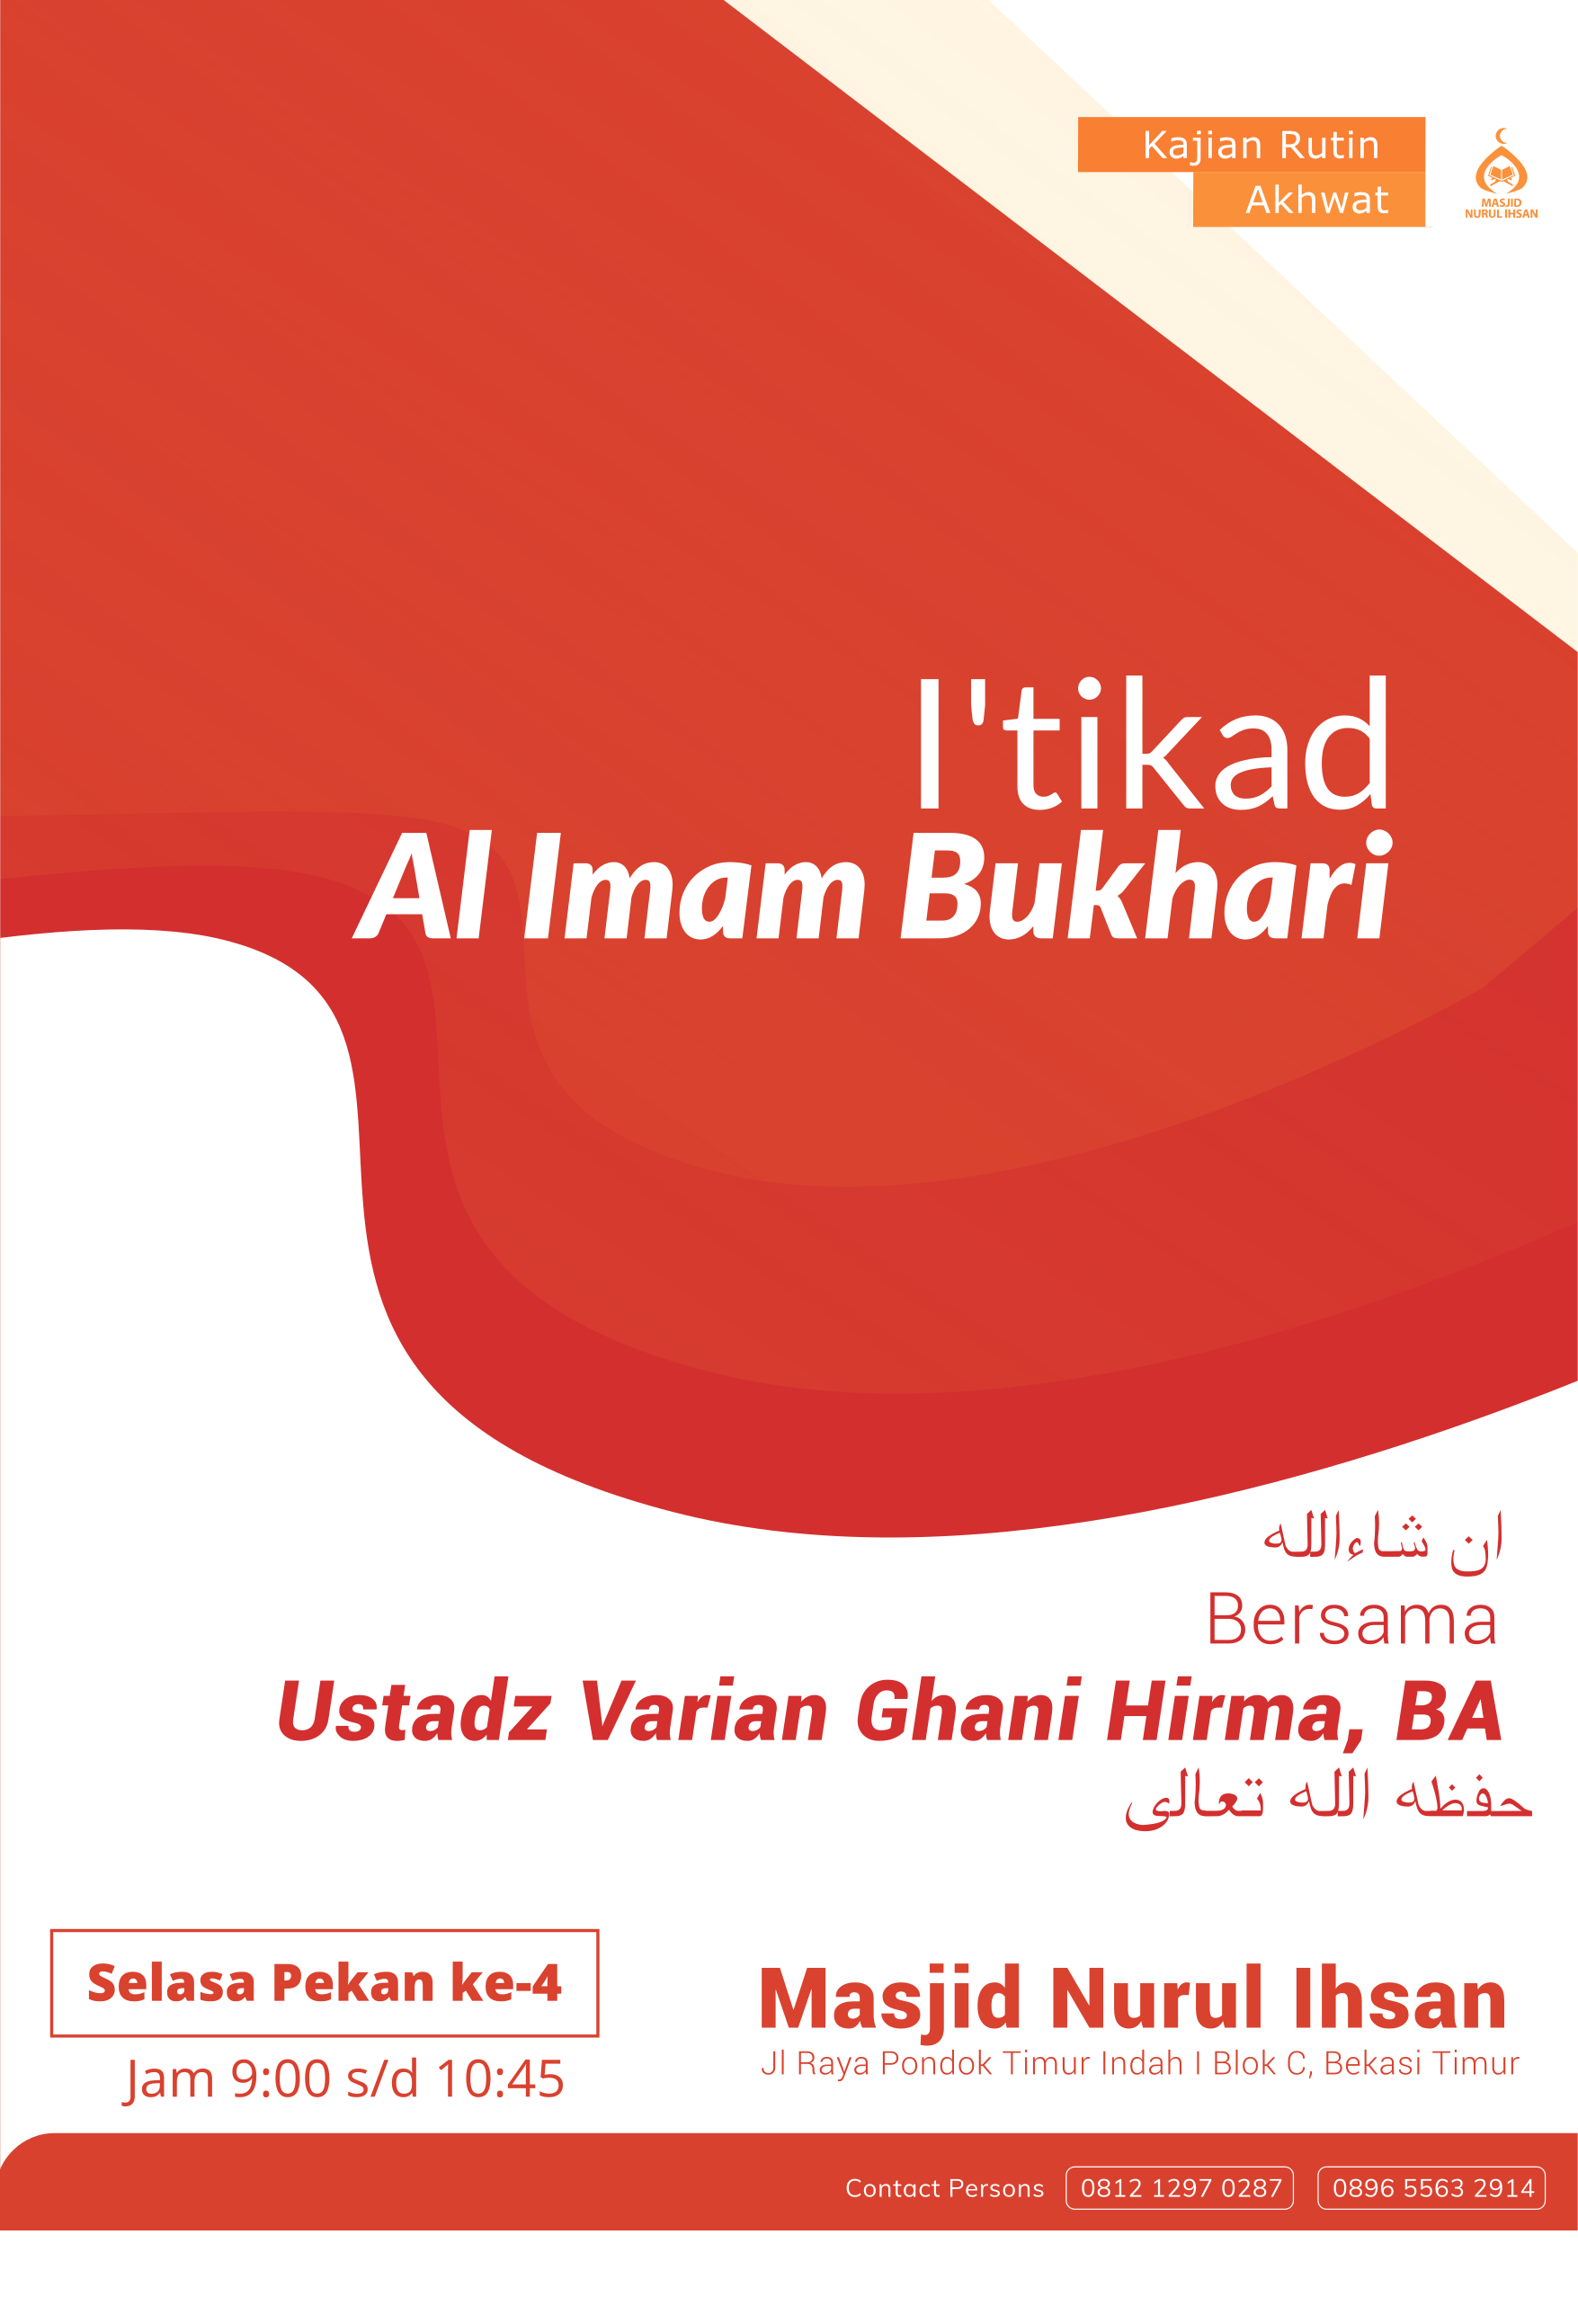 Kajian Rutin
Akhwat
MASJID
NURUL IHSAN
I'tikad
Al Imam Bukhari
ان شاءالله
Bersama
Ustadz Varian Ghani Hirma, BA
حفظه الله تعالى
Selasa Pekan ke-4
Jam 9:00 s/d 10:45
Masjid Nurul Ihsan
Jl Raya Pondok Timur Indah I Blok C, Bekasi Timur
Contact Persons 0812 1297 0287 0896 5563 2914